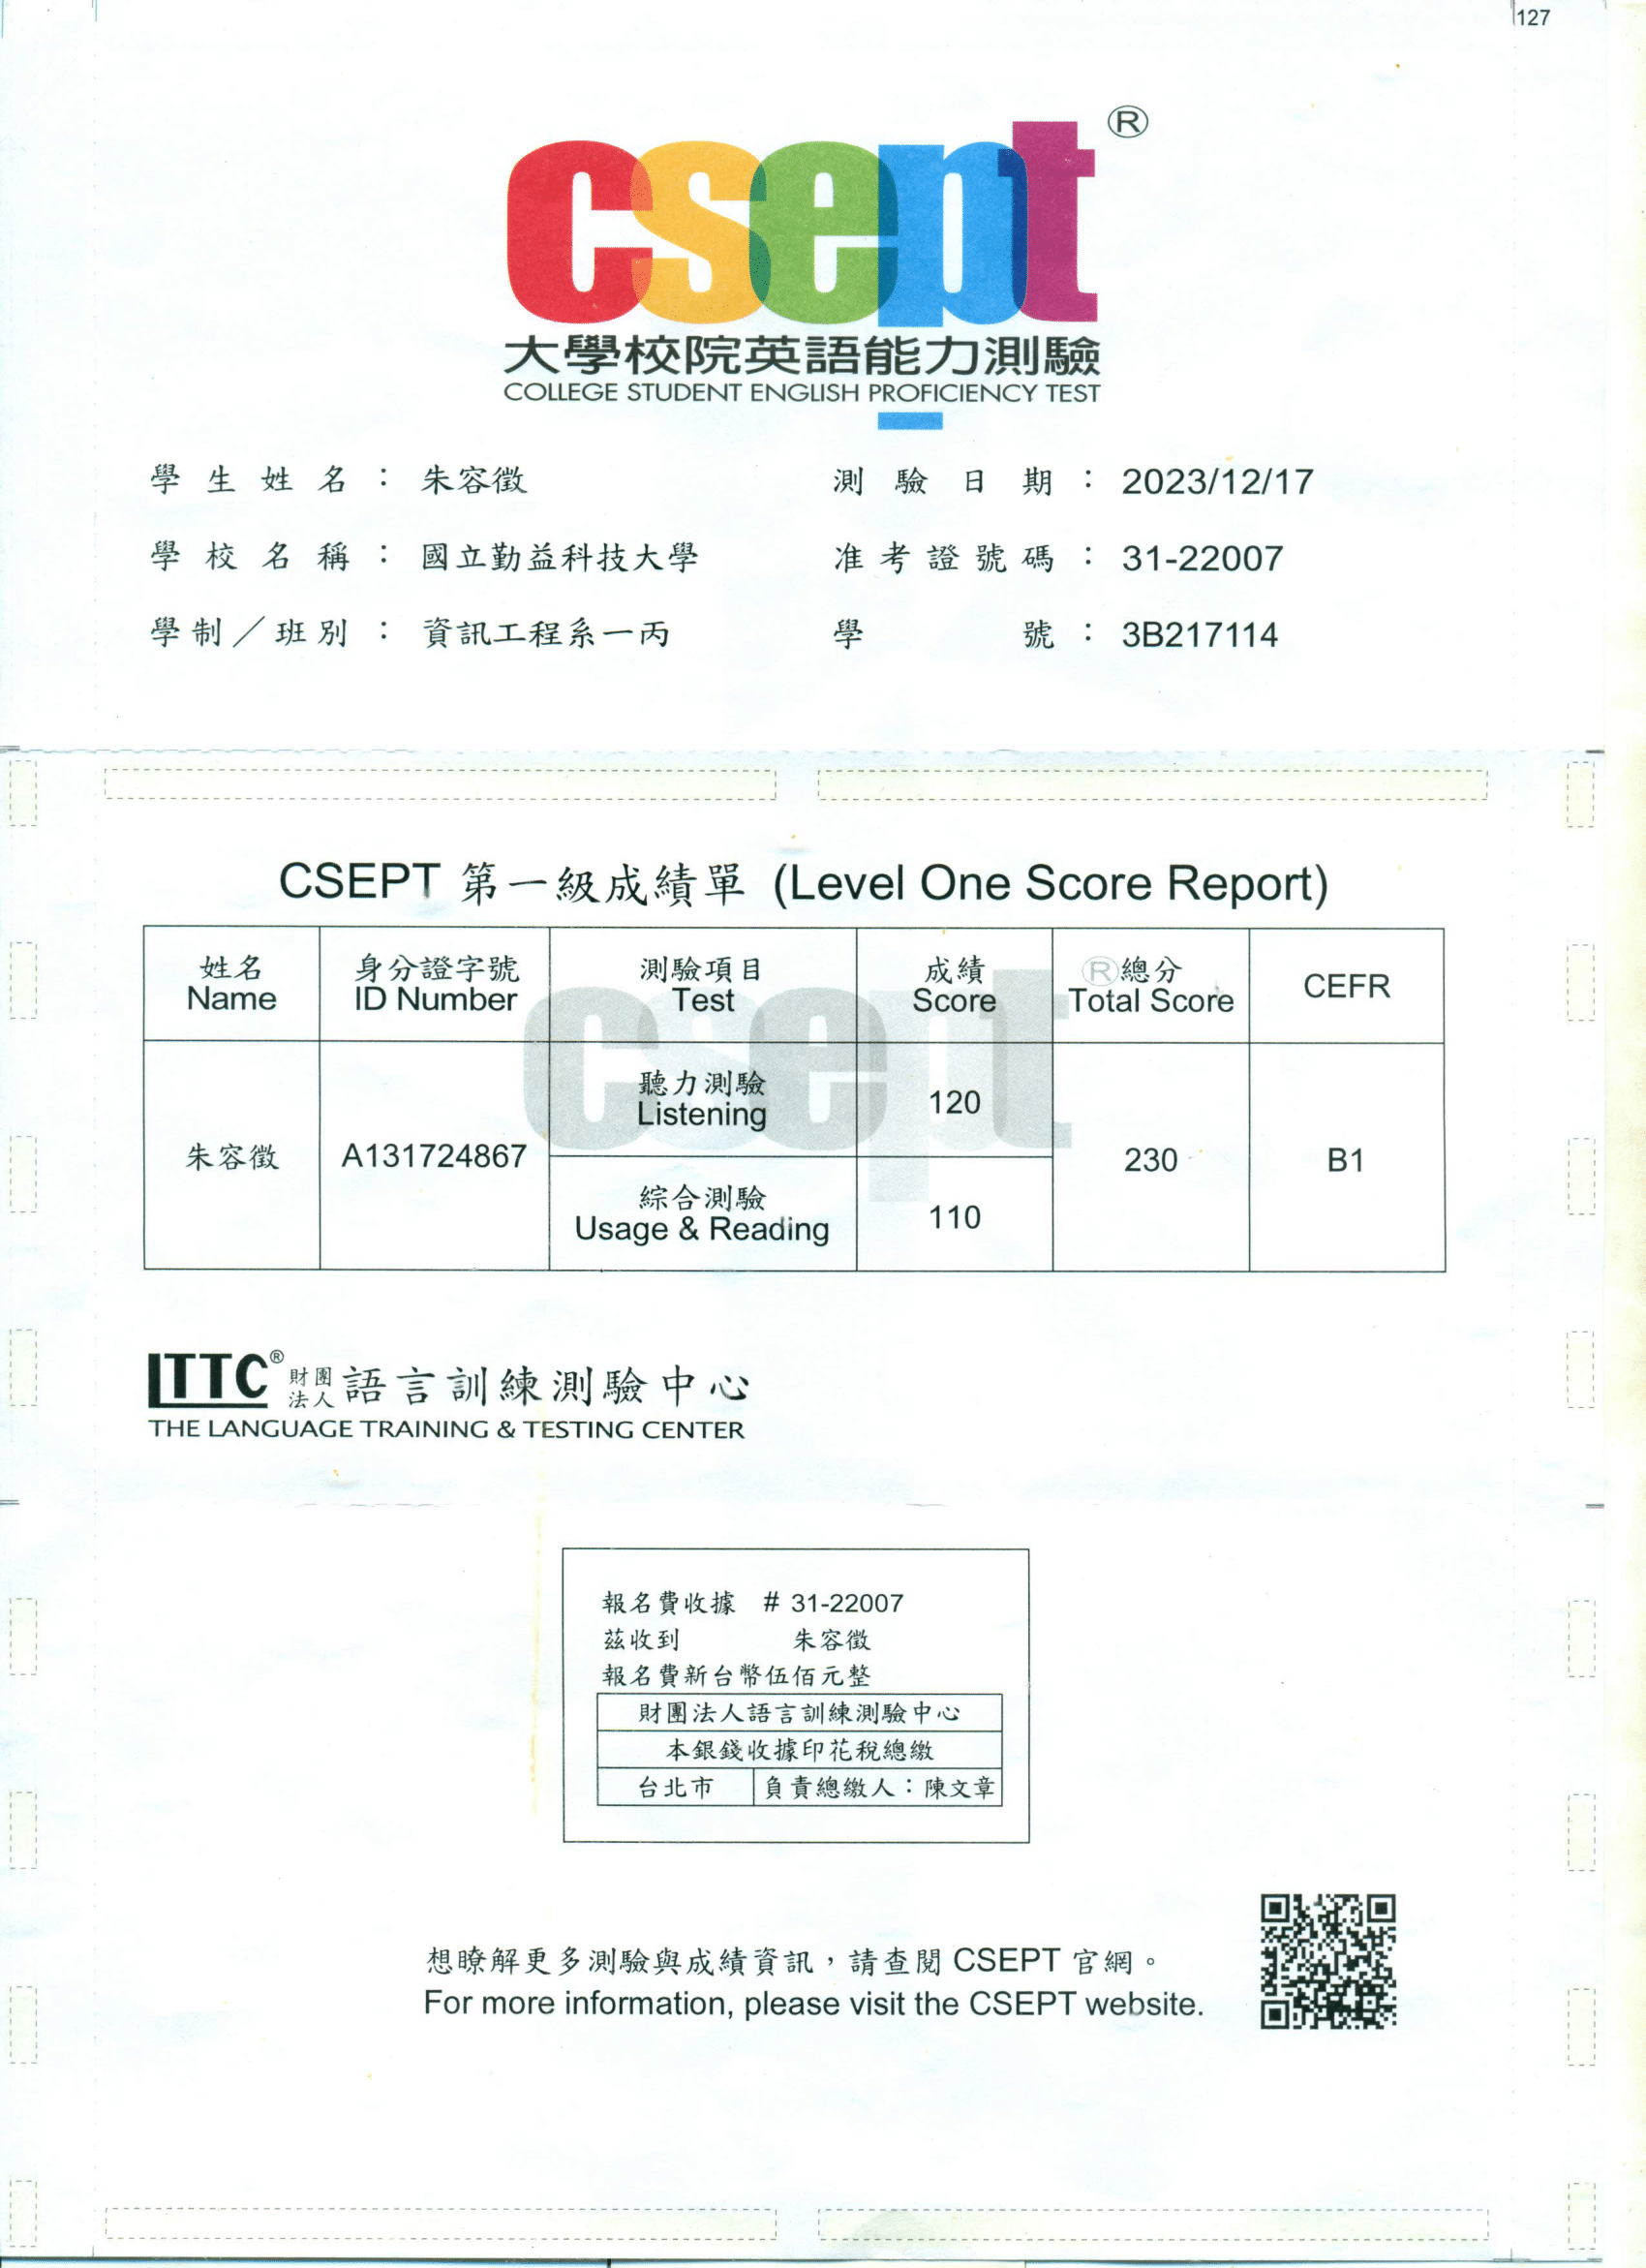 127
csept®
大學校院英語能力測驗
COLLEGE STUDENT ENGLISH PROFICIENCY TEST
學生姓名：朱容徵 測驗日期：2023/12/17
學校名稱：國立勤益科技大學 准考證號碼：31-22007
學制／班別：資訊工程系一丙 學號：3B217114
CSEPT 第一級成績單 (Level One Score Report)
姓名 身分證字號 測驗項目 成績 總分 CEFR
Name ID Number Test Score Total Score
聽力測驗
Listening 120
朱容徵 A131724867 230 B1
綜合測驗
Usage & Reading 110
csept®
LTTC® 財團法人 語言訓練測驗中心
THE LANGUAGE TRAINING & TESTING CENTER
報名費收據 # 31-22007
茲收到 朱容徵
報名費新台幣伍佰元整
財團法人語言訓練測驗中心
本銀錢收據印花稅總繳
台北市 負責總繳人：陳文章
想瞭解更多測驗與成績資訊，請查閱 CSEPT 官網。
For more information, please visit the CSEPT website.